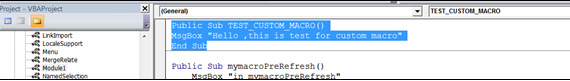 Project - VBAProject
(General)
TEST_CUSTOM_MACRO
LinkImport
LocaleSupport
Menu
MergeRelate
Module1
NamedSelection
Public Sub TEST_CUSTOM_MACRO()
MsgBox "Hello ,this is test for custom macro"
End Sub
Public Sub mymacroPreRefresh()
MsgBox "in mymacroPreRefresh"